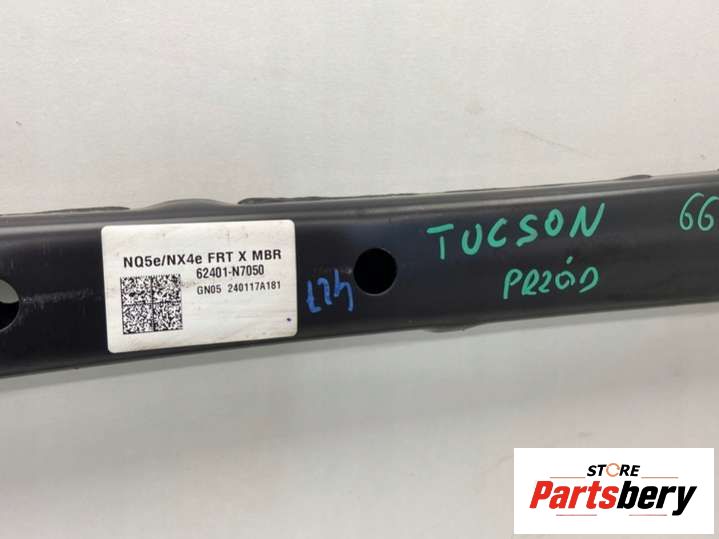 NQ5e/NX4e FRT X MBR
62401-N7050
GN05 240117A181
TUCSON 66
PRZÓD
STORE
Partsbery